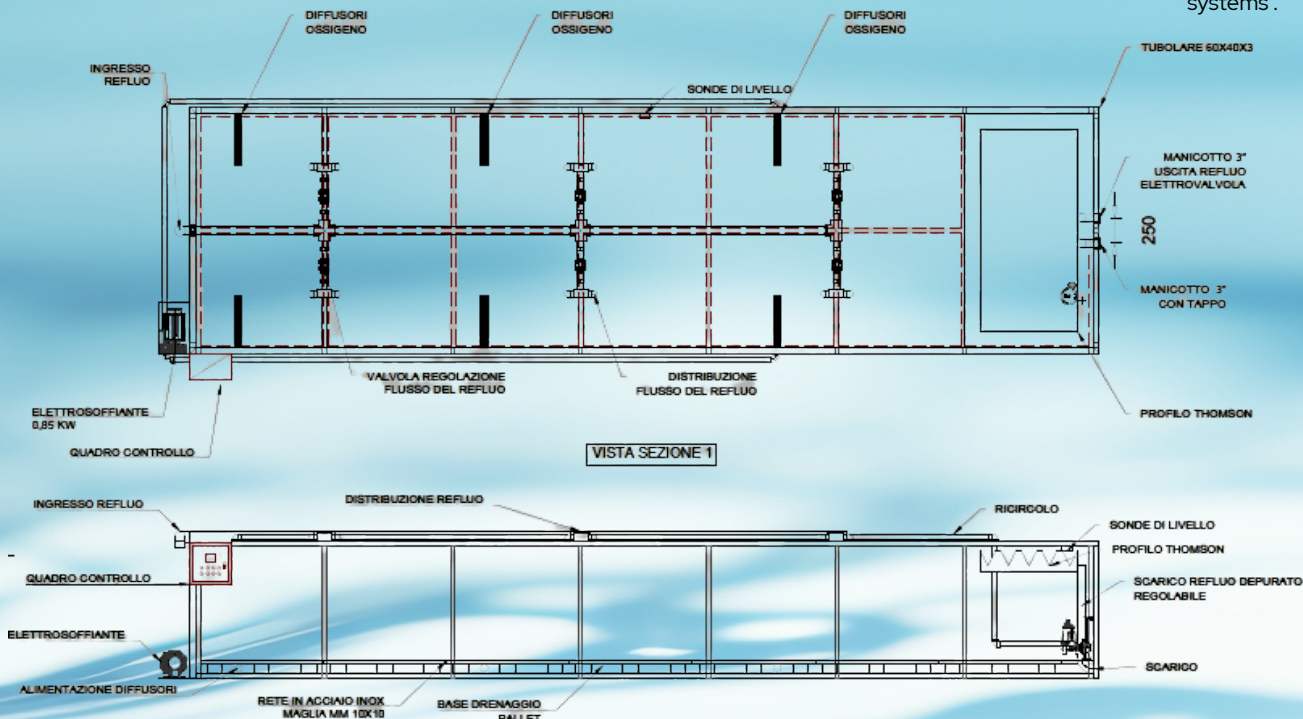 systems'.
DIFFUSORI
OSSIGENO
DIFFUSORI
OSSIGENO
DIFFUSORI
OSSIGENO
TUBOLARE 60X40X3
INGRESSO
REFLUO
SONDE DI LIVELLO
MANICOTTO 3"
USCITA REFLUO
ELETTROVALVOLA
250
MANICOTTO 3"
CON TAPPO
VALVOLA REGOLAZIONE
FLUSSO DEL REFLUO
DISTRIBUZIONE
FLUSSO DEL REFLUO
ELETTROSOFFIANTE
0,85 KW
PROFILO THOMSON
QUADRO CONTROLLO
VISTA SEZIONE 1
INGRESSO REFLUO
DISTRIBUZIONE REFLUO
RICIRCOLO
SONDE DI LIVELLO
PROFILO THOMSON
QUADRO CONTROLLO
SCARICO REFLUO DEPURATO
REGOLABILE
ELETTROSOFFIANTE
SCARICO
ALIMENTAZIONE DIFFUSORI
RETE IN ACCIAIO INOX
MAGLIA MM 10X10
BASE DRENAGGIO
PALLET